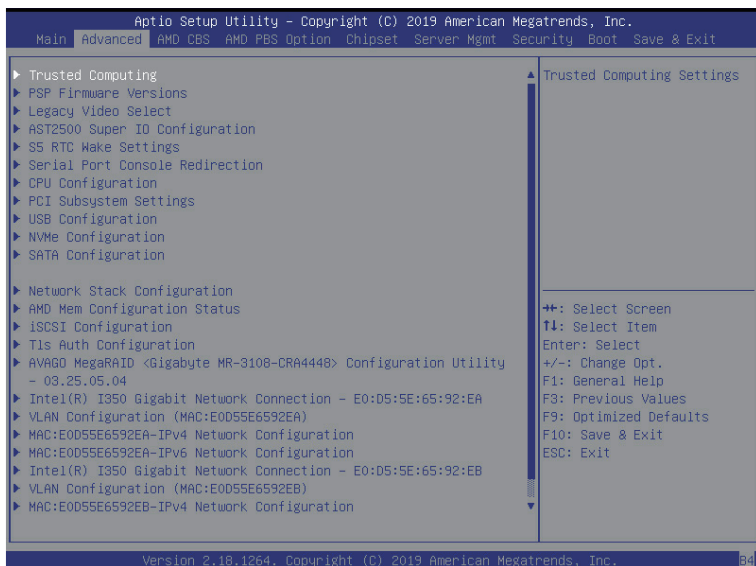 Aptio Setup Utility – Copyright (C) 2019 American Megatrends, Inc.
Main Advanced AMD CBS AMD PBS Option Chipset Server Mgmt Security Boot Save & Exit
Trusted Computing
PSP Firmware Versions
Legacy Video Select
AST2500 Super IO Configuration
S5 RTC Wake Settings
Serial Port Console Redirection
CPU Configuration
PCI Subsystem Settings
USB Configuration
NVMe Configuration
SATA Configuration
Network Stack Configuration
AMD Mem Configuration Status
iSCSI Configuration
Tls Auth Configuration
AVAGO MegaRAID <Gigabyte MR-3108-CRA4448> Configuration Utility
– 03.25.05.04
Intel(R) I350 Gigabit Network Connection – E0:D5:5E:65:92:EA
VLAN Configuration (MAC:E0D55E6592EA)
MAC:E0D55E6592EA-IPv4 Network Configuration
MAC:E0D55E6592EA-IPv6 Network Configuration
Intel(R) I350 Gigabit Network Connection – E0:D5:5E:65:92:EB
VLAN Configuration (MAC:E0D55E6592EB)
MAC:E0D55E6592EB-IPv4 Network Configuration
Trusted Computing Settings
→←: Select Screen
↑↓: Select Item
Enter: Select
+/-: Change Opt.
F1: General Help
F3: Previous Values
F9: Optimized Defaults
F10: Save & Exit
ESC: Exit
Version 2.18.1264. Copyright (C) 2019 American Megatrends, Inc.
B4